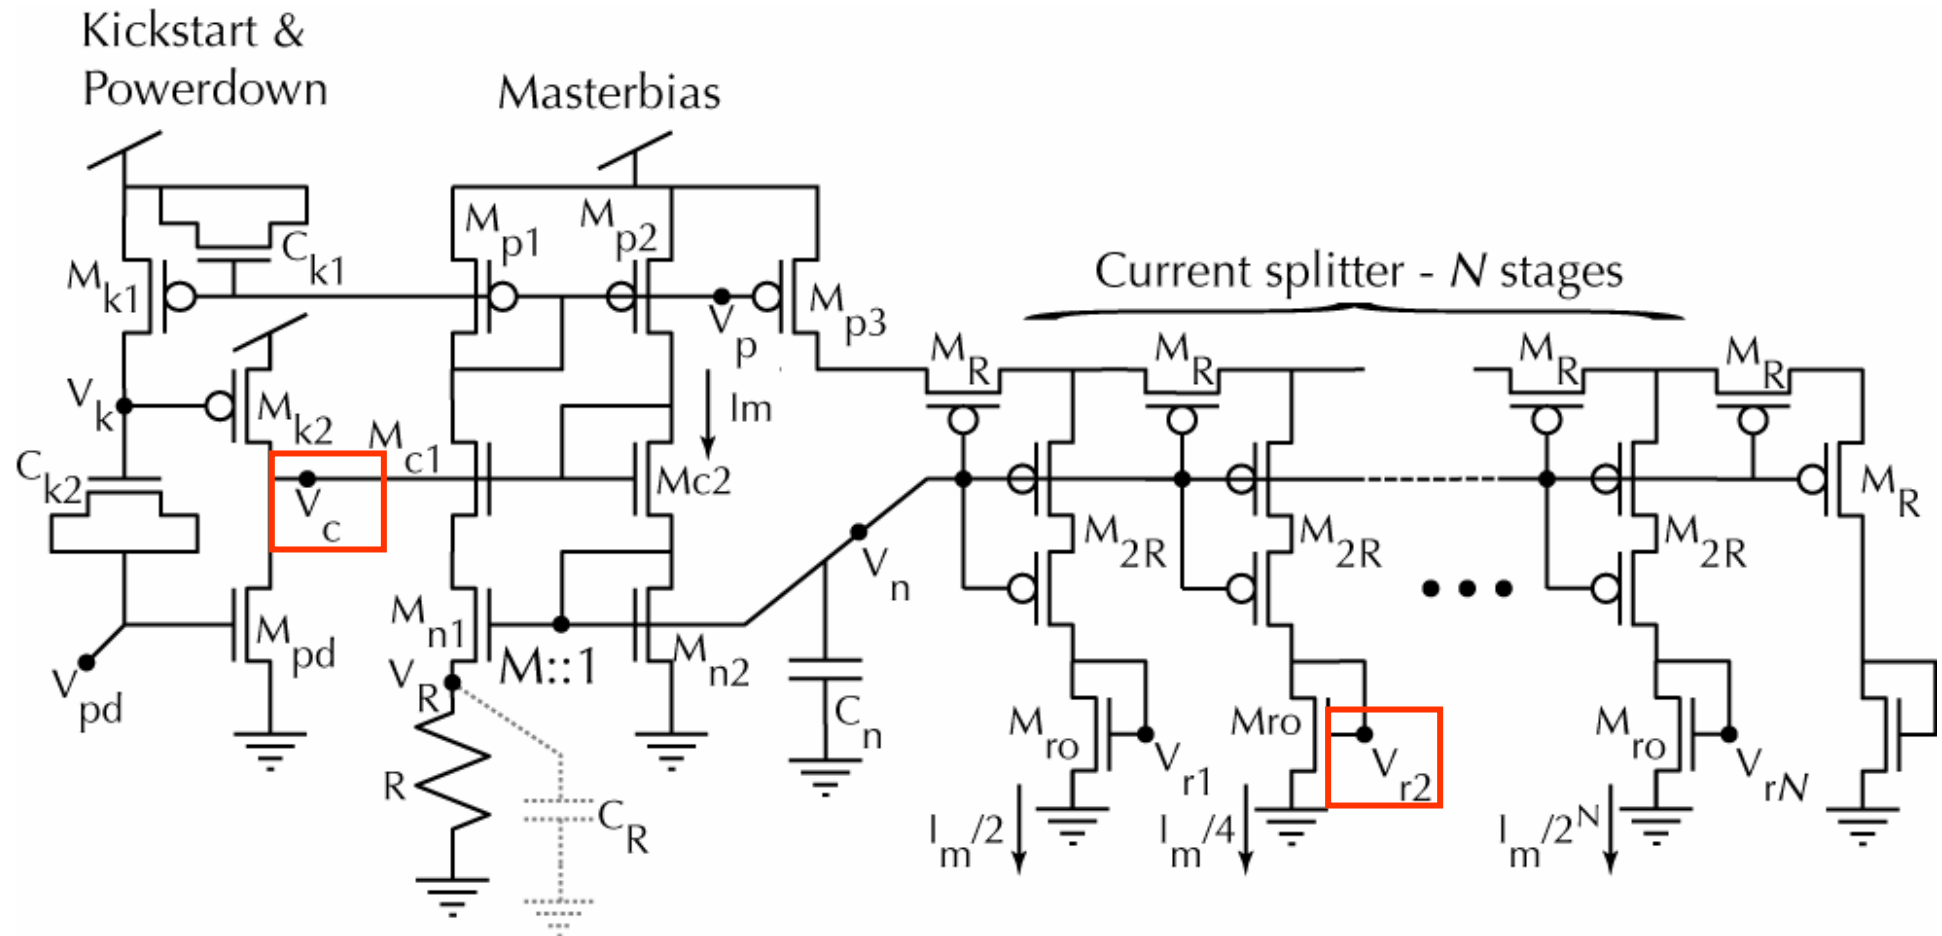 Kickstart &
Powerdown
Masterbias
Current splitter - N stages
Mk1
Ck1
Mp1
Mp2
Vp
Mp3
MR
MR
MR
MR
Vk
Mk2
Im
Ck2
Vc
Mc1
Mc2
M2R
M2R
M2R
MR
Vpd
Mpd
Mn1
M::1
Mn2
Vn
VR
Cn
R
CR
Mro
Vr1
Mro
Vr2
Mro
VrN
Im/2
Im/4
Im/2N